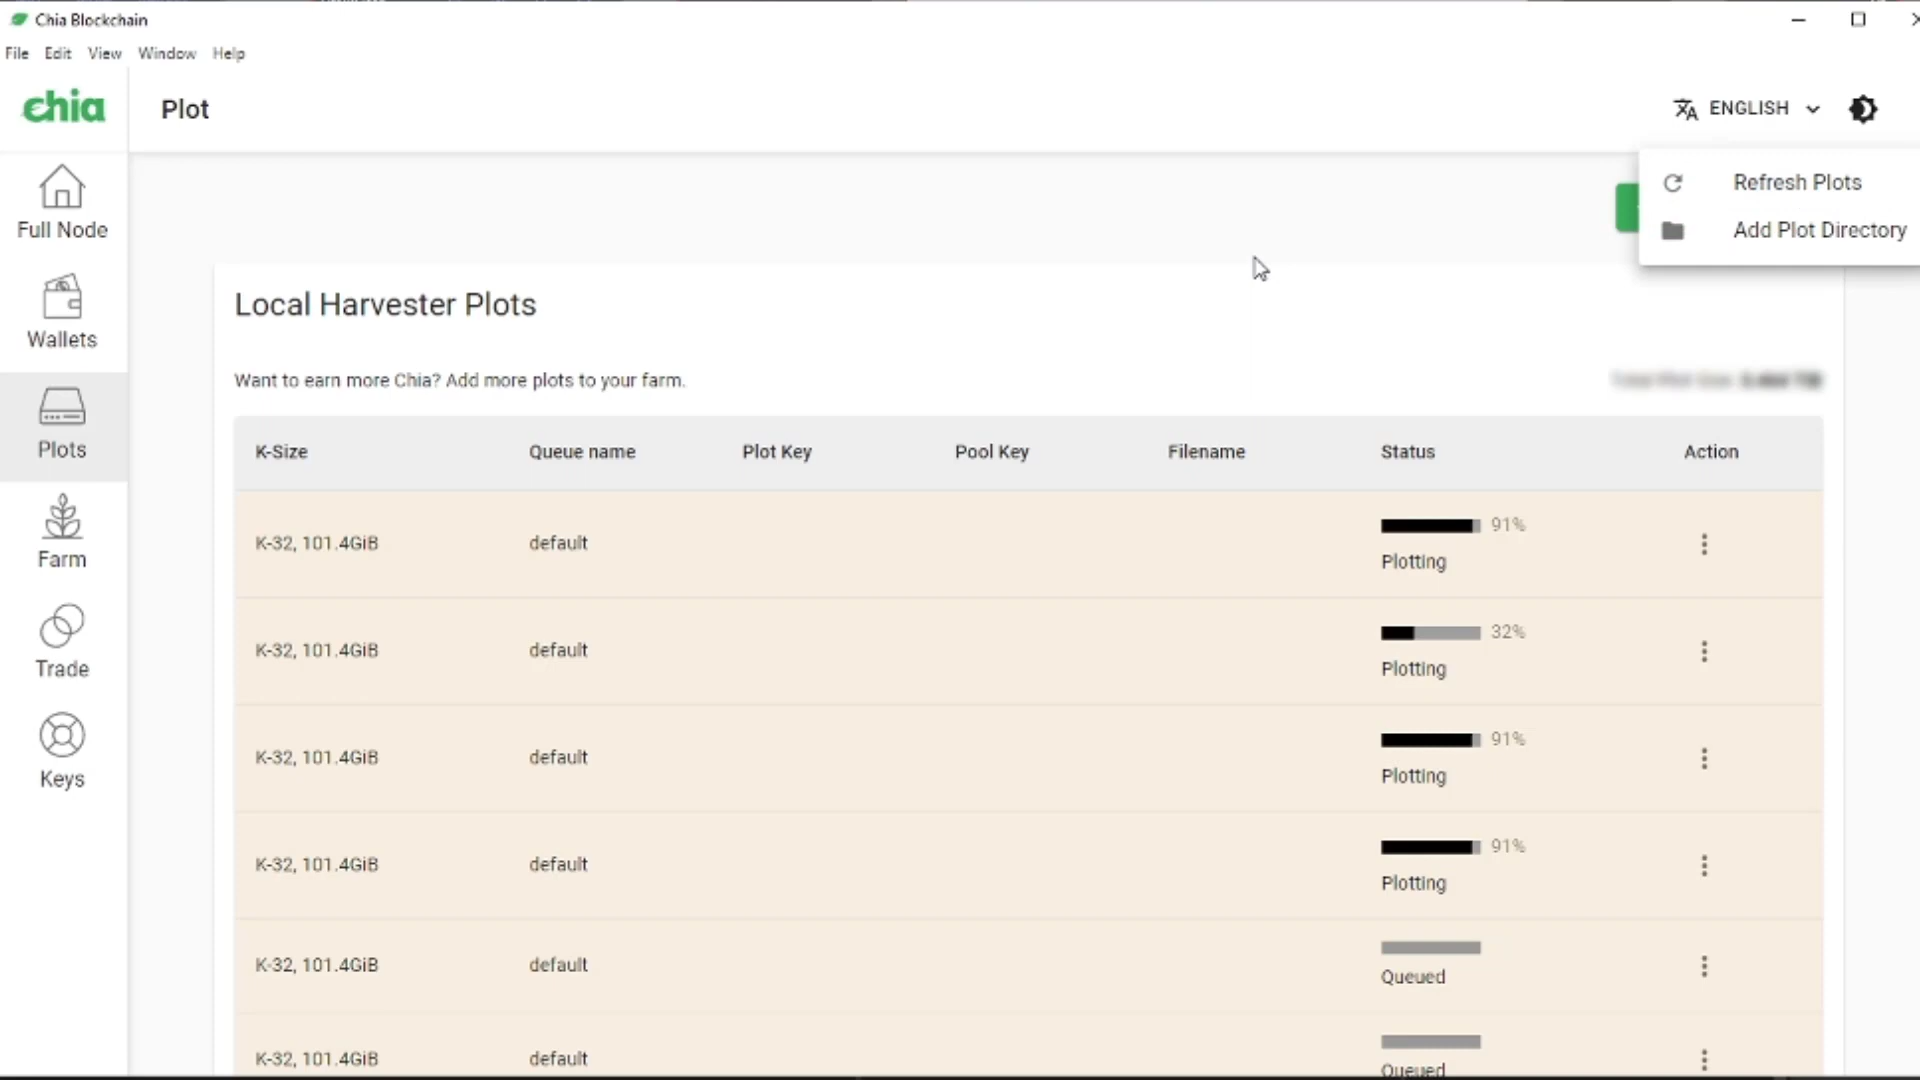 Chia Blockchain
File Edit View Window Help
chia
Plot
ENGLISH
Refresh Plots
Add Plot Directory
Full Node
Wallets
Plots
Farm
Trade
Keys
Local Harvester Plots
Want to earn more Chia? Add more plots to your farm.
K-Size Queue name Plot Key Pool Key Filename Status Action
K-32, 101.4GiB default 91%
Plotting
K-32, 101.4GiB default 32%
Plotting
K-32, 101.4GiB default 91%
Plotting
K-32, 101.4GiB default 91%
Plotting
K-32, 101.4GiB default
Queued
K-32, 101.4GiB default
Queued